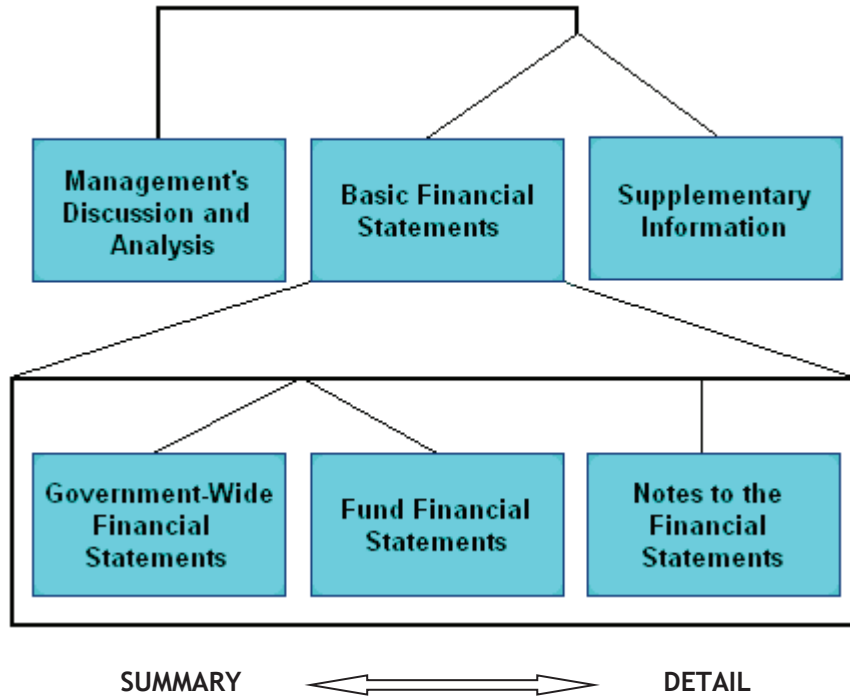 Management's
Discussion and
Analysis
Basic Financial
Statements
Supplementary
Information
Government-Wide
Financial
Statements
Fund Financial
Statements
Notes to the
Financial
Statements
SUMMARY
DETAIL